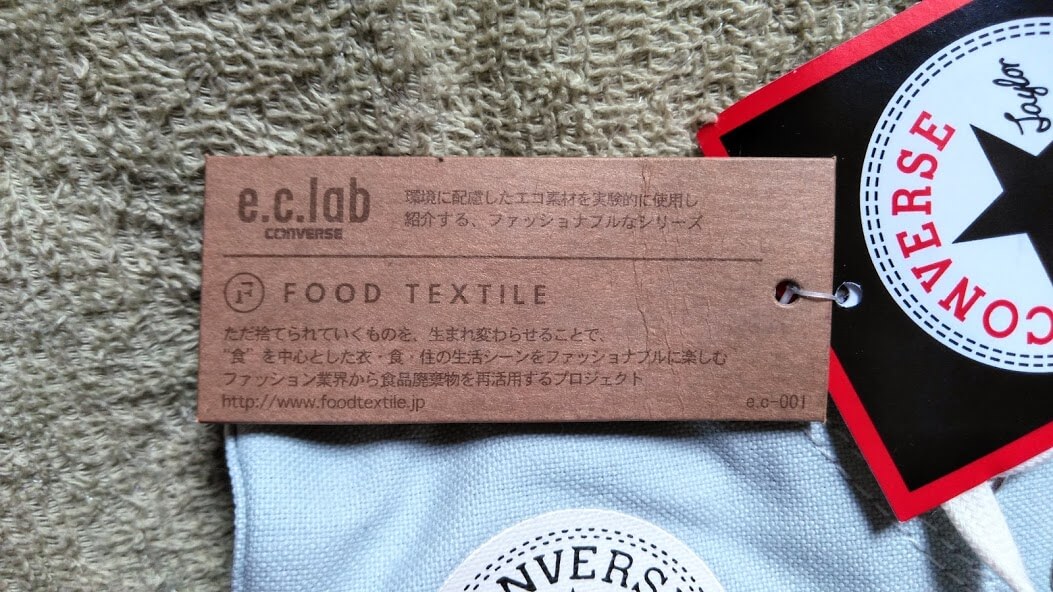 e.c.lab
CONVERSE
環境に配慮したエコ素材を実験的に使用し
紹介する、ファッショナブルなシリーズ
F FOOD TEXTILE
ただ捨てられていくものを、生まれ変わらせることで、
“食”を中心とした衣・食・住の生活シーンをファッショナブルに楽しむ
ファッション業界から食品廃棄物を再活用するプロジェクト
http://www.foodtextile.jp
e.c-001
CONVERSE
Taylor
CONVERSE